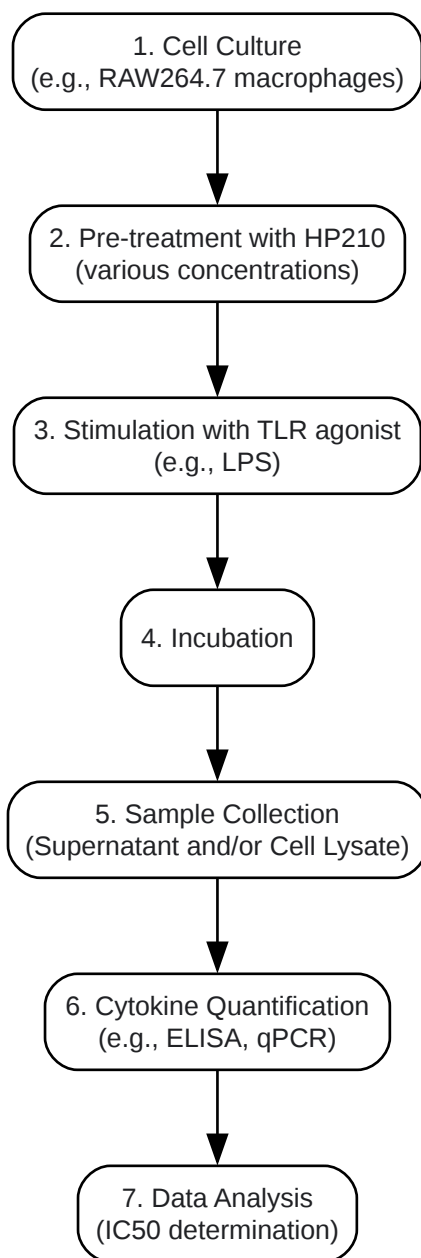 1. Cell Culture
(e.g., RAW264.7 macrophages)
2. Pre-treatment with HP210
(various concentrations)
3. Stimulation with TLR agonist
(e.g., LPS)
4. Incubation
5. Sample Collection
(Supernatant and/or Cell Lysate)
6. Cytokine Quantification
(e.g., ELISA, qPCR)
7. Data Analysis
(IC50 determination)